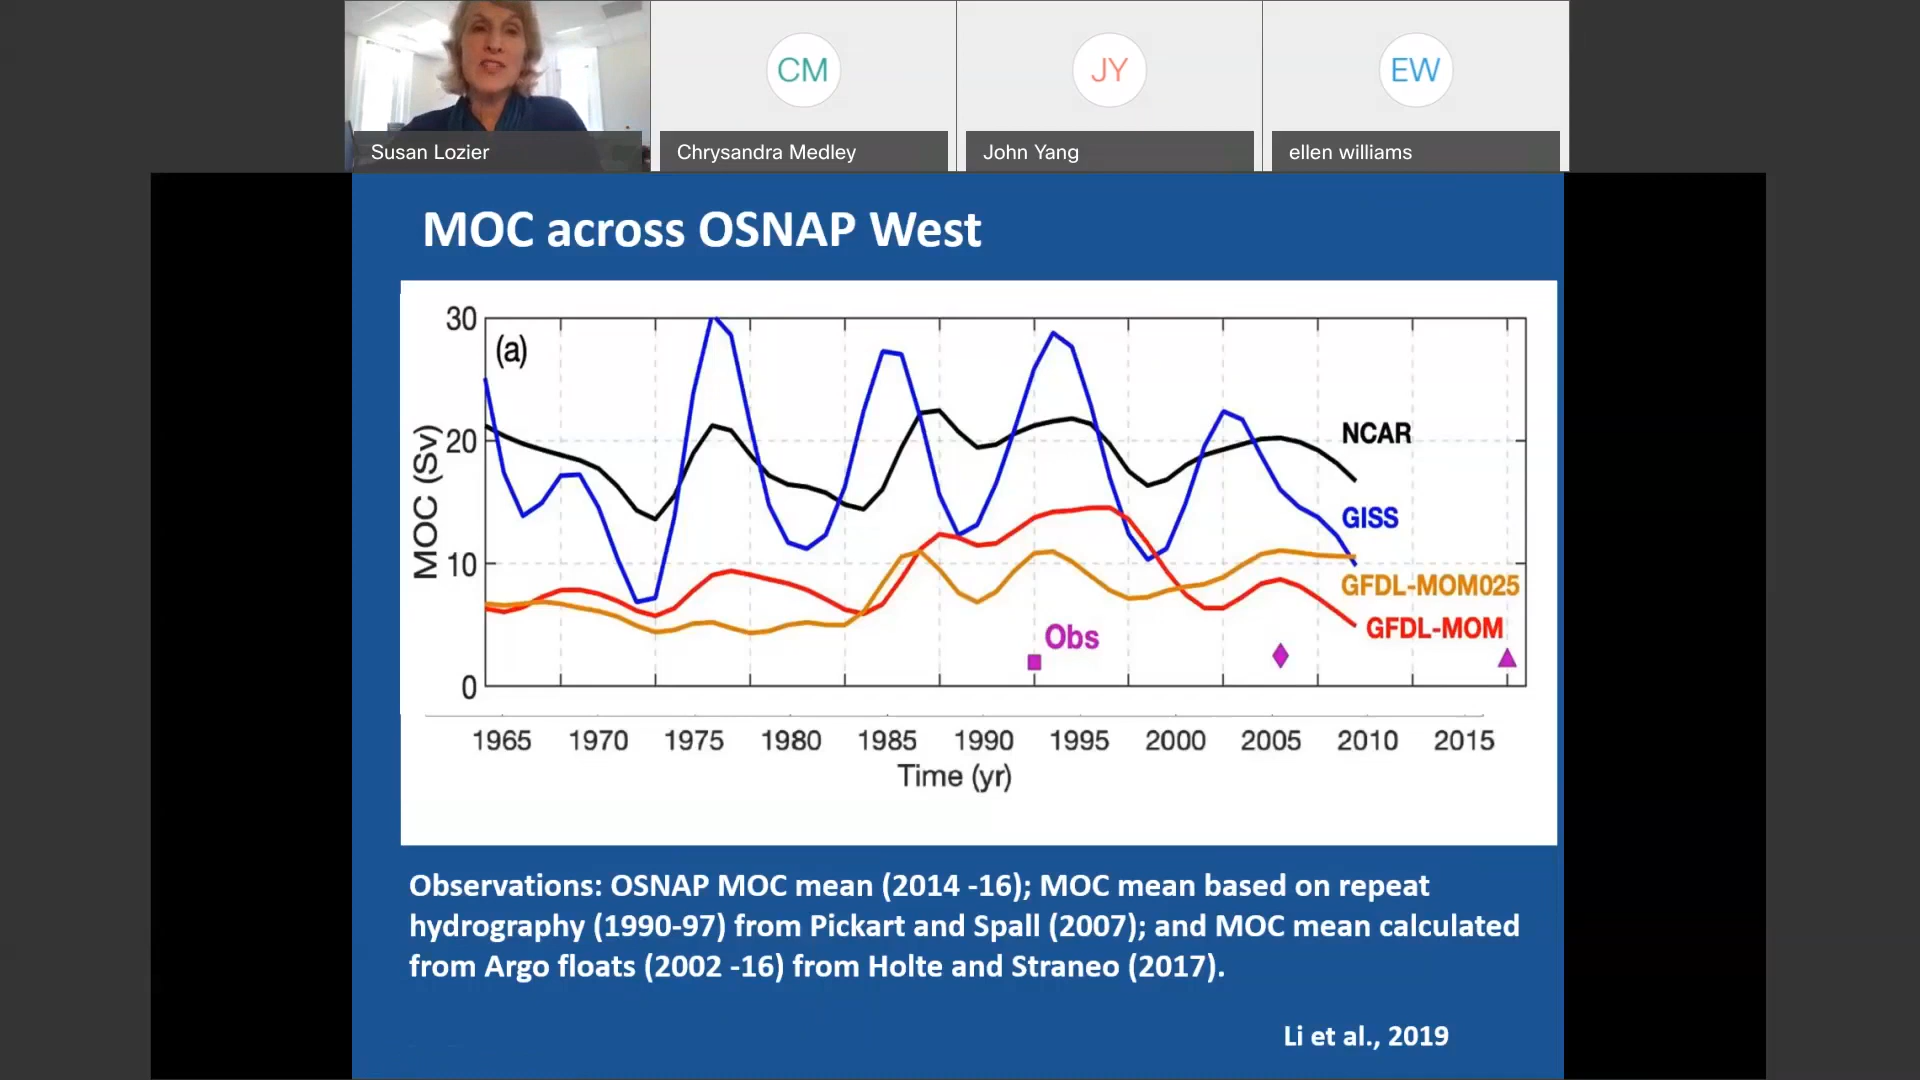 CM
JY
EW
Susan Lozier
Chrysandra Medley
John Yang
ellen williams
MOC across OSNAP West
30
(a)
20
10
0
MOC (Sv)
NCAR
GISS
GFDL-MOM025
GFDL-MOM
Obs
1965 1970 1975 1980 1985 1990 1995 2000 2005 2010 2015
Time (yr)
Observations: OSNAP MOC mean (2014 -16); MOC mean based on repeat
hydrography (1990-97) from Pickart and Spall (2007); and MOC mean calculated
from Argo floats (2002 -16) from Holte and Straneo (2017).
Li et al., 2019